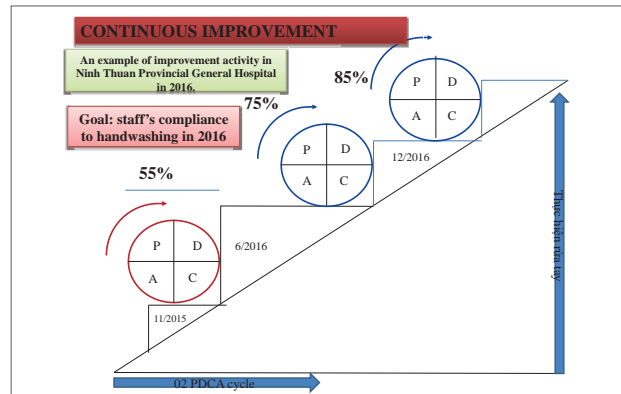 CONTINUOUS IMPROVEMENT
An example of improvement activity in
Ninh Thuan Provincial General Hospital
in 2016.
Goal: staff's compliance
to handwashing in 2016
85%
P D
A C
75%
P D
A C
12/2016
55%
P D
A C
6/2016
11/2015
Thực hiện rửa tay
02 PDCA cycle